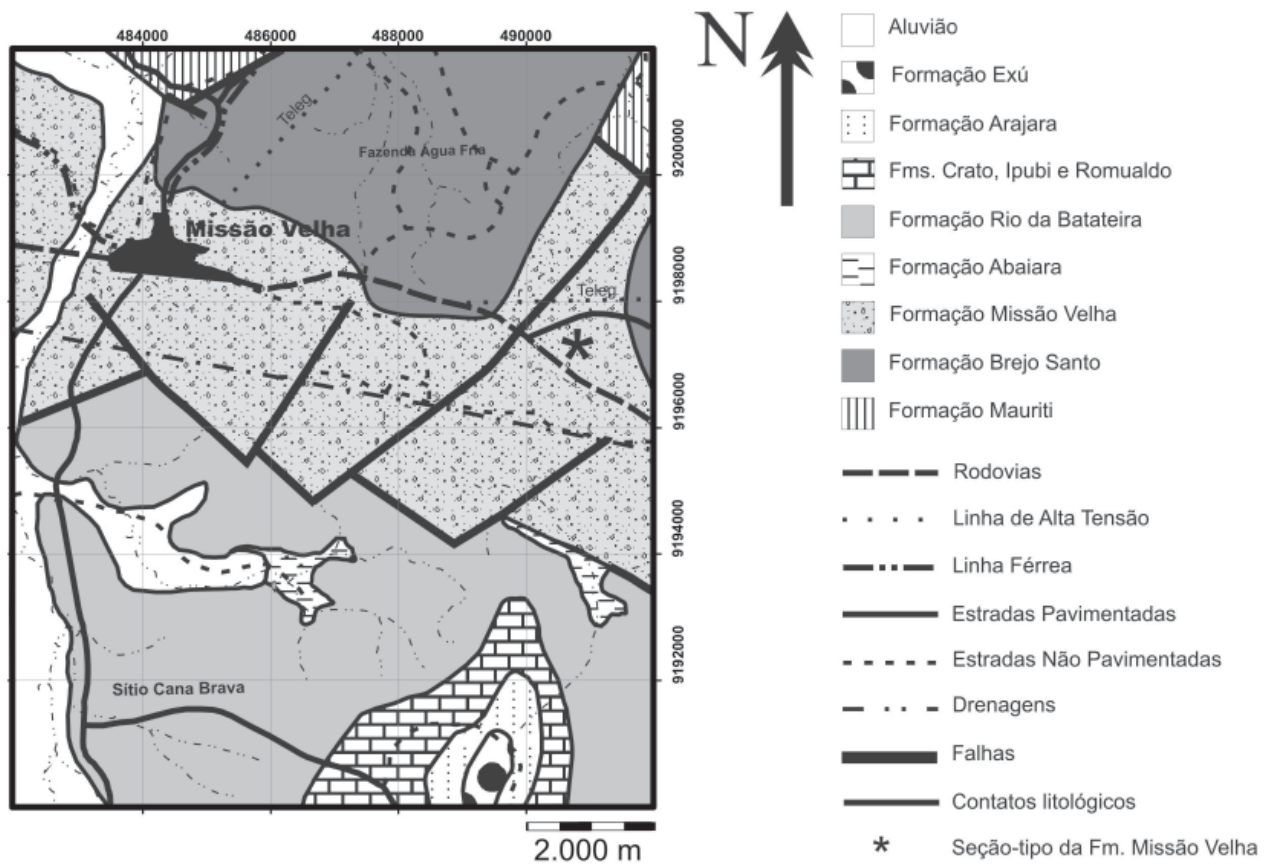 484000 486000 488000 490000
Teleg
Fazenda Água Fria
9200000
Missão Velha
9198000
Teleg
*
9196000
9194000
9192000
Sítio Cana Brava
2.000 m
N
Aluvião
Formação Exú
Formação Arajara
Fms. Crato, Ipubi e Romualdo
Formação Rio da Batateira
Formação Abaiara
Formação Missão Velha
Formação Brejo Santo
Formação Mauriti
Rodovias
Linha de Alta Tensão
Linha Férrea
Estradas Pavimentadas
Estradas Não Pavimentadas
Drenagens
Falhas
Contatos litológicos
* Seção-tipo da Fm. Missão Velha